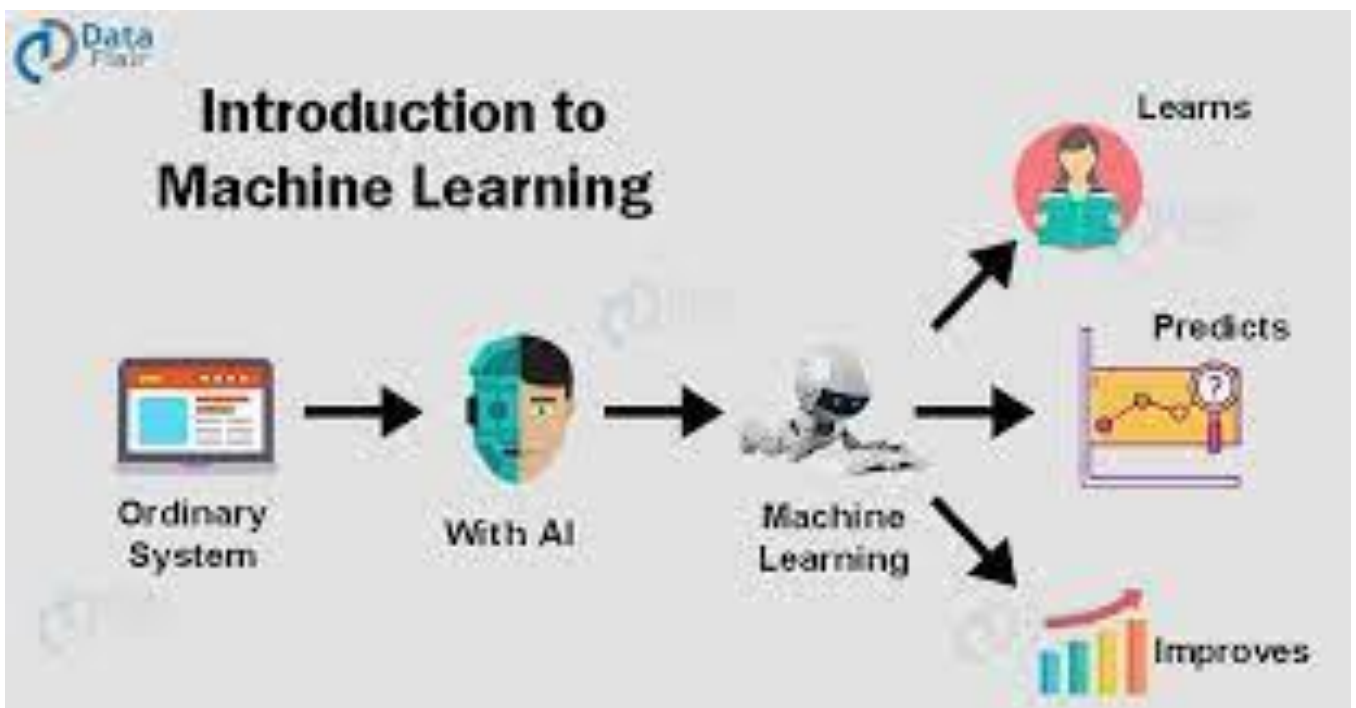 Data
Flair
Introduction to
Machine Learning
Learns
Predicts
?
Ordinary
System
With AI
Machine
Learning
Improves